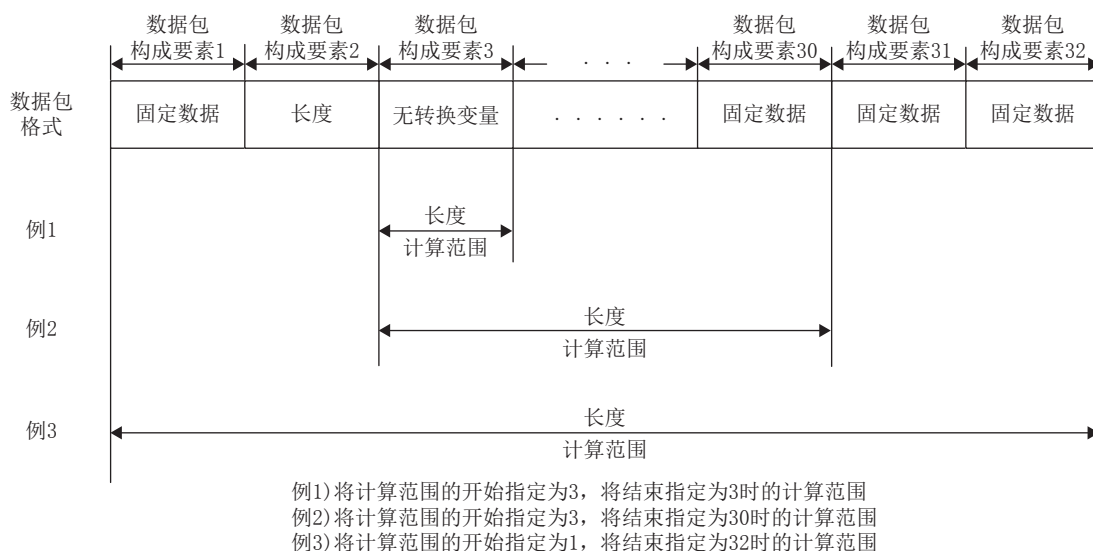 数据包 数据包 数据包 数据包 数据包 数据包
构成要素1 构成要素2 构成要素3 . . . 构成要素30 构成要素31 构成要素32
数据包
格式
固定数据 长度 无转换变量 . . . . . . 固定数据 固定数据 固定数据
例1
长度
计算范围
例2
长度
计算范围
例3
长度
计算范围
例1)将计算范围的开始指定为3，将结束指定为3时的计算范围
例2)将计算范围的开始指定为3，将结束指定为30时的计算范围
例3)将计算范围的开始指定为1，将结束指定为32时的计算范围